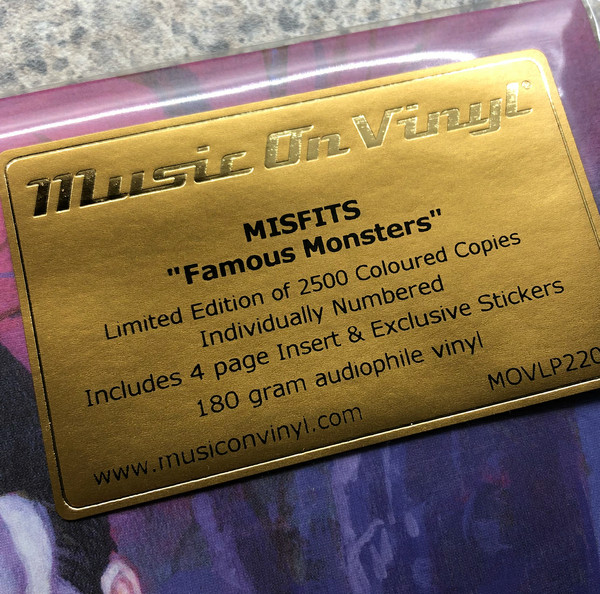 Music On Vinyl
MISFITS
"Famous Monsters"
Limited Edition of 2500 Coloured Copies
Individually Numbered
Includes 4 page Insert & Exclusive Stickers
180 gram audiophile vinyl
MOVLP220
www.musiconvinyl.com